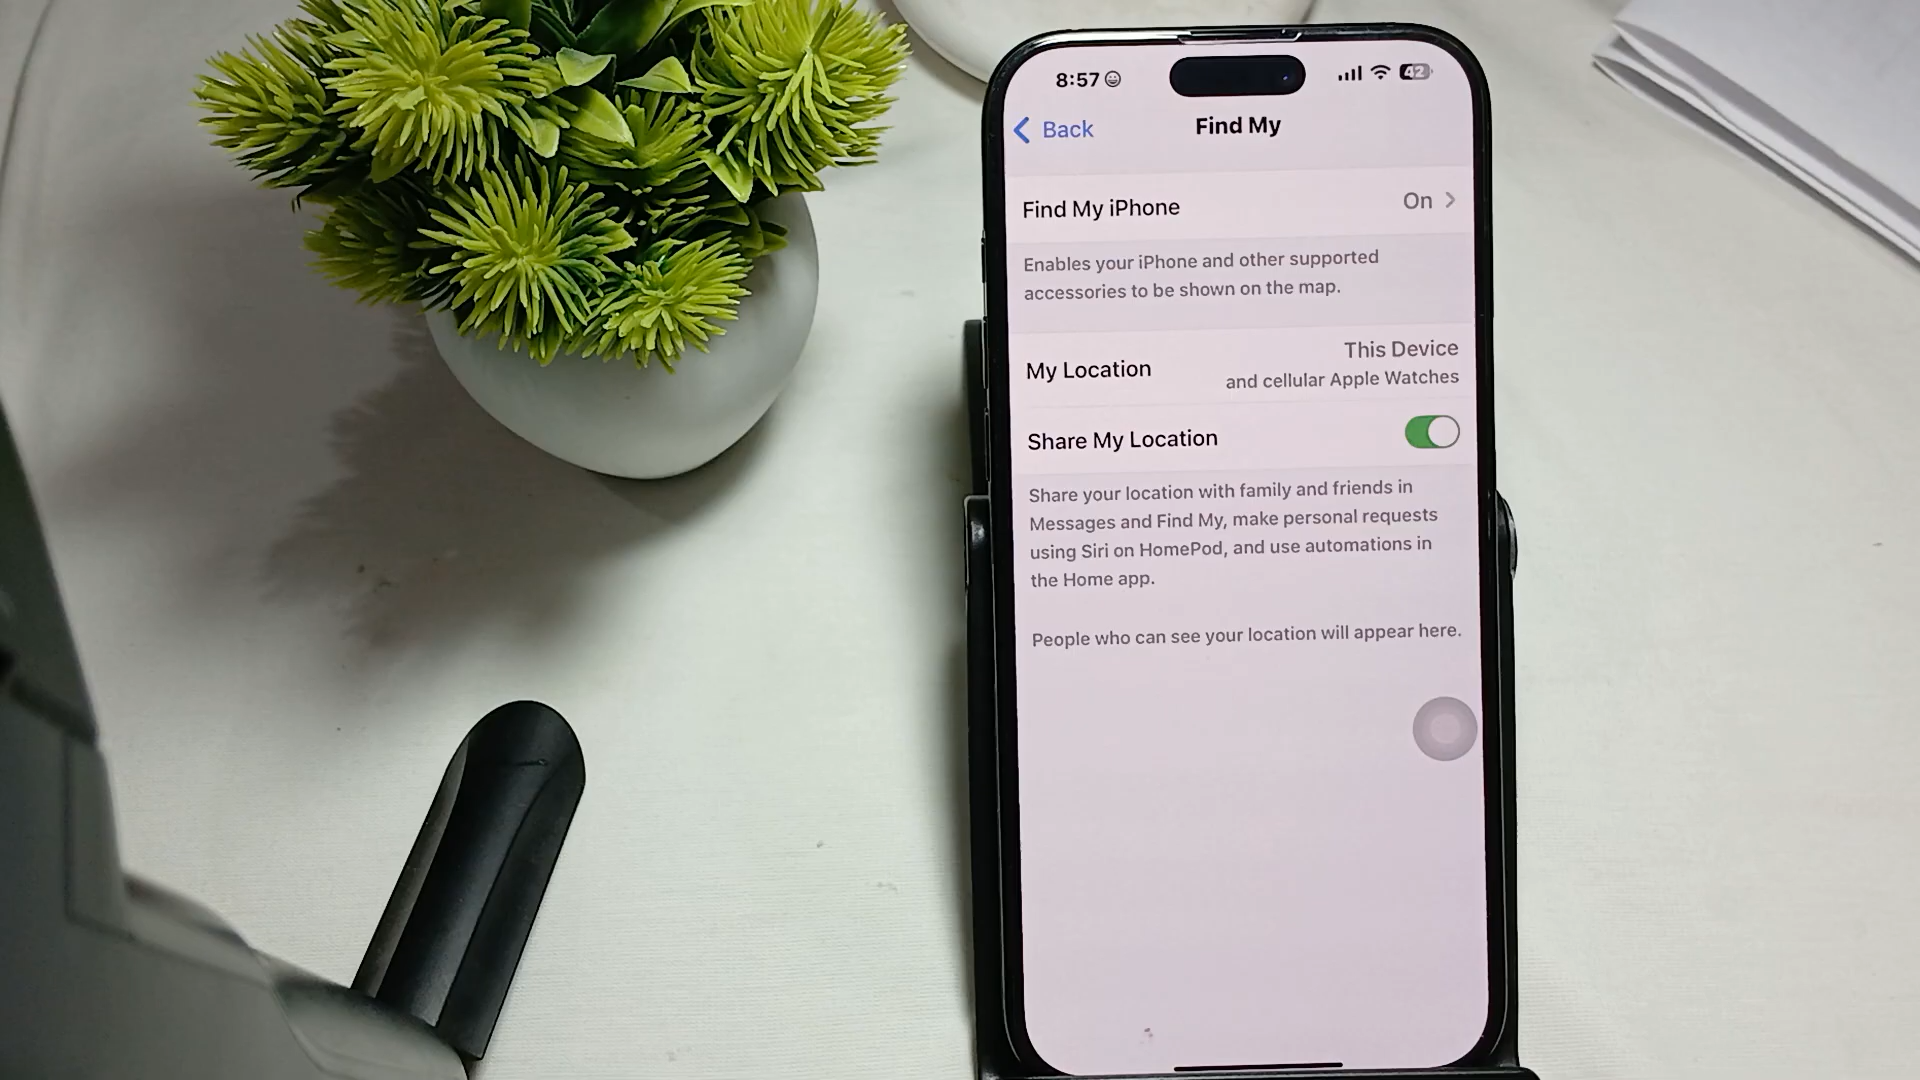 8:57
42
Back
Find My
Find My iPhone
On
Enables your iPhone and other supported
accessories to be shown on the map.
My Location
This Device
and cellular Apple Watches
Share My Location
Share your location with family and friends in
Messages and Find My, make personal requests
using Siri on HomePod, and use automations in
the Home app.
People who can see your location will appear here.